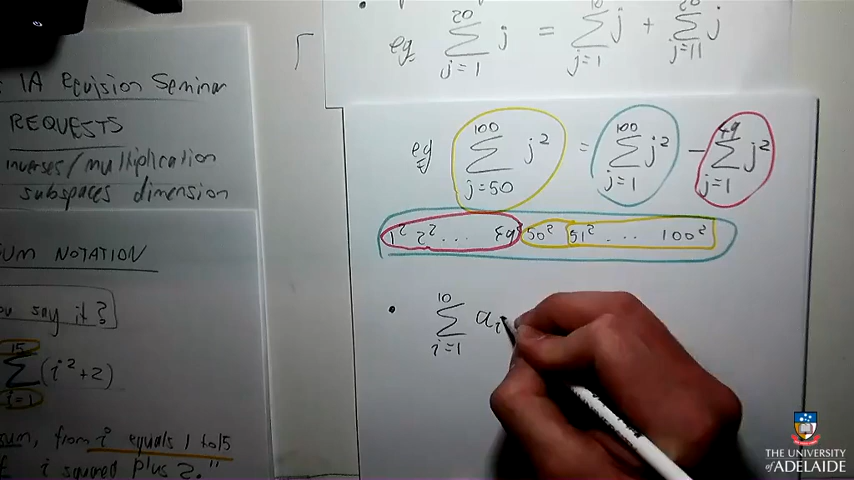 1A Revision Seminar
REQUESTS
inverses/multiplication
subspaces dimension
NOTATION
you say it?
15
∑ (i²+2)
i=1
sum, from i equals 1 to 15
i squared plus 2."
20 10 20
eg ∑ j = ∑ j + ∑ j
j=1 j=1 j=11
100 100 49
eg ∑ j² = ∑ j² − ∑ j²
j=50 j=1 j=1
1² 2² ... 49² 50² 51² ... 100²
10
• ∑ aᵢ
i=1
THE UNIVERSITY
of ADELAIDE